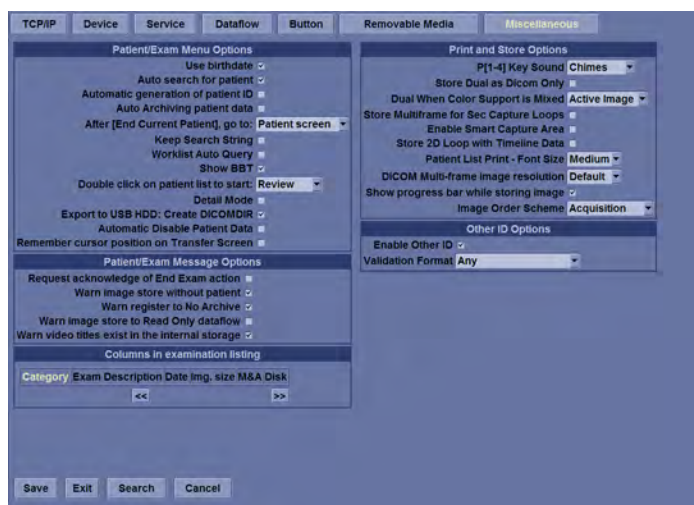 TCP/IP Device Service Dataflow Button Removable Media Miscellaneous
Patient/Exam Menu Options
Use birthdate
Auto search for patient
Automatic generation of patient ID
Auto Archiving patient data
After [End Current Patient], go to: Patient screen
Keep Search String
Worklist Auto Query
Show BBT
Double click on patient list to start: Review
Detail Mode
Export to USB HDD: Create DICOMDIR
Automatic Disable Patient Data
Remember cursor position on Transfer Screen
Patient/Exam Message Options
Request acknowledge of End Exam action
Warn image store without patient
Warn register to No Archive
Warn image store to Read Only dataflow
Warn video titles exist in the internal storage
Columns in examination listing
Category Exam Description Date Img. size M&A Disk
<< >>
Print and Store Options
P[1-4] Key Sound Chimes
Store Dual as Dicom Only
Dual When Color Support is Mixed Active Image
Store Multiframe for Sec Capture Loops
Enable Smart Capture Area
Store 2D Loop with Timeline Data
Patient List Print - Font Size Medium
DICOM Multi-frame image resolution Default
Show progress bar while storing image
Image Order Scheme Acquisition
Other ID Options
Enable Other ID
Validation Format Any
Save Exit Search Cancel